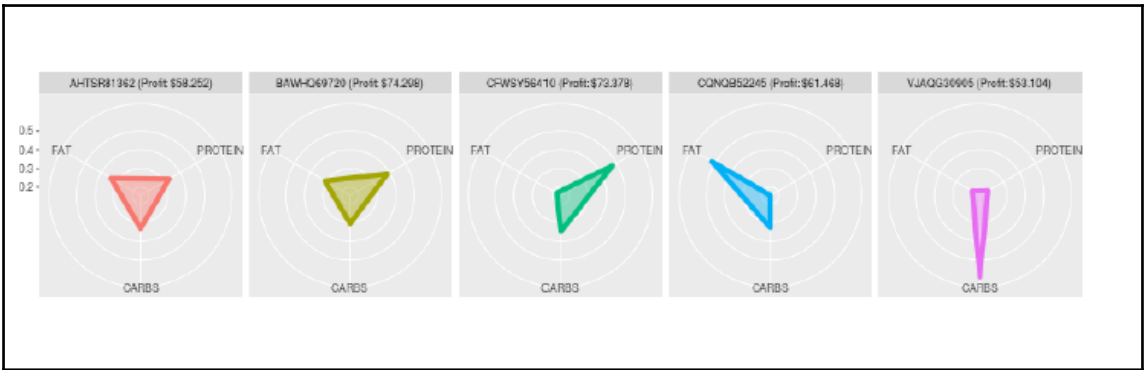 AHTSR81362 (Profit $58.252)
BAWHQ69720 (Profit $74.298)
CFWSY56410 (Profit:$73.378)
CQNQB52245 (Profit:$61.468)
VJAQG30905 (Profit:$53.104)
0.5
0.4
0.3
0.2
FAT PROTEIN
CARBS
FAT PROTEIN
CARBS
FAT PROTEIN
CARBS
FAT PROTEIN
CARBS
FAT PROTEIN
CARBS